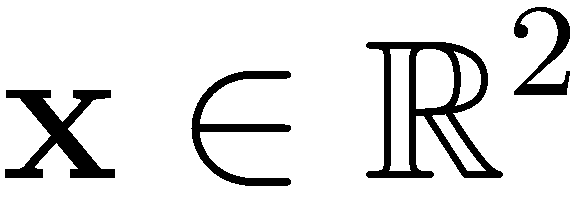 𝐱 ∈ ℝ²